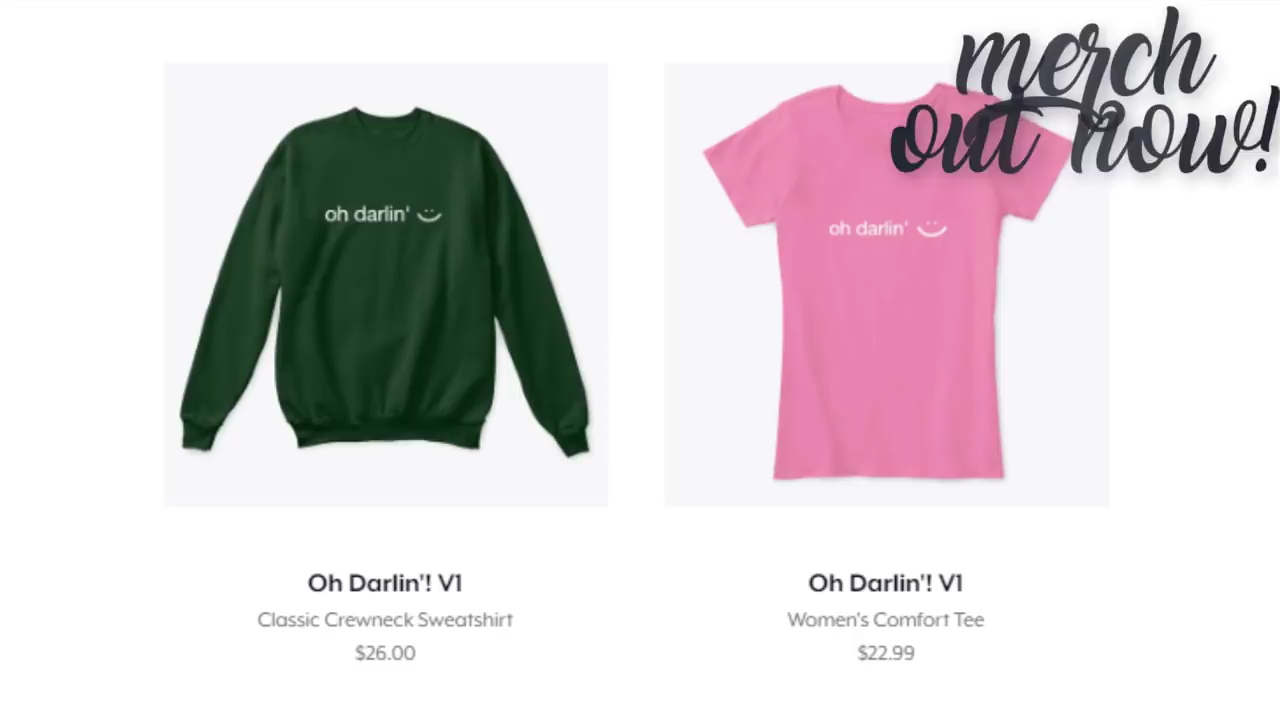 merch
out now!
oh darlin'
oh darlin'
Oh Darlin'! V1
Classic Crewneck Sweatshirt
$26.00
Oh Darlin'! V1
Women's Comfort Tee
$22.99